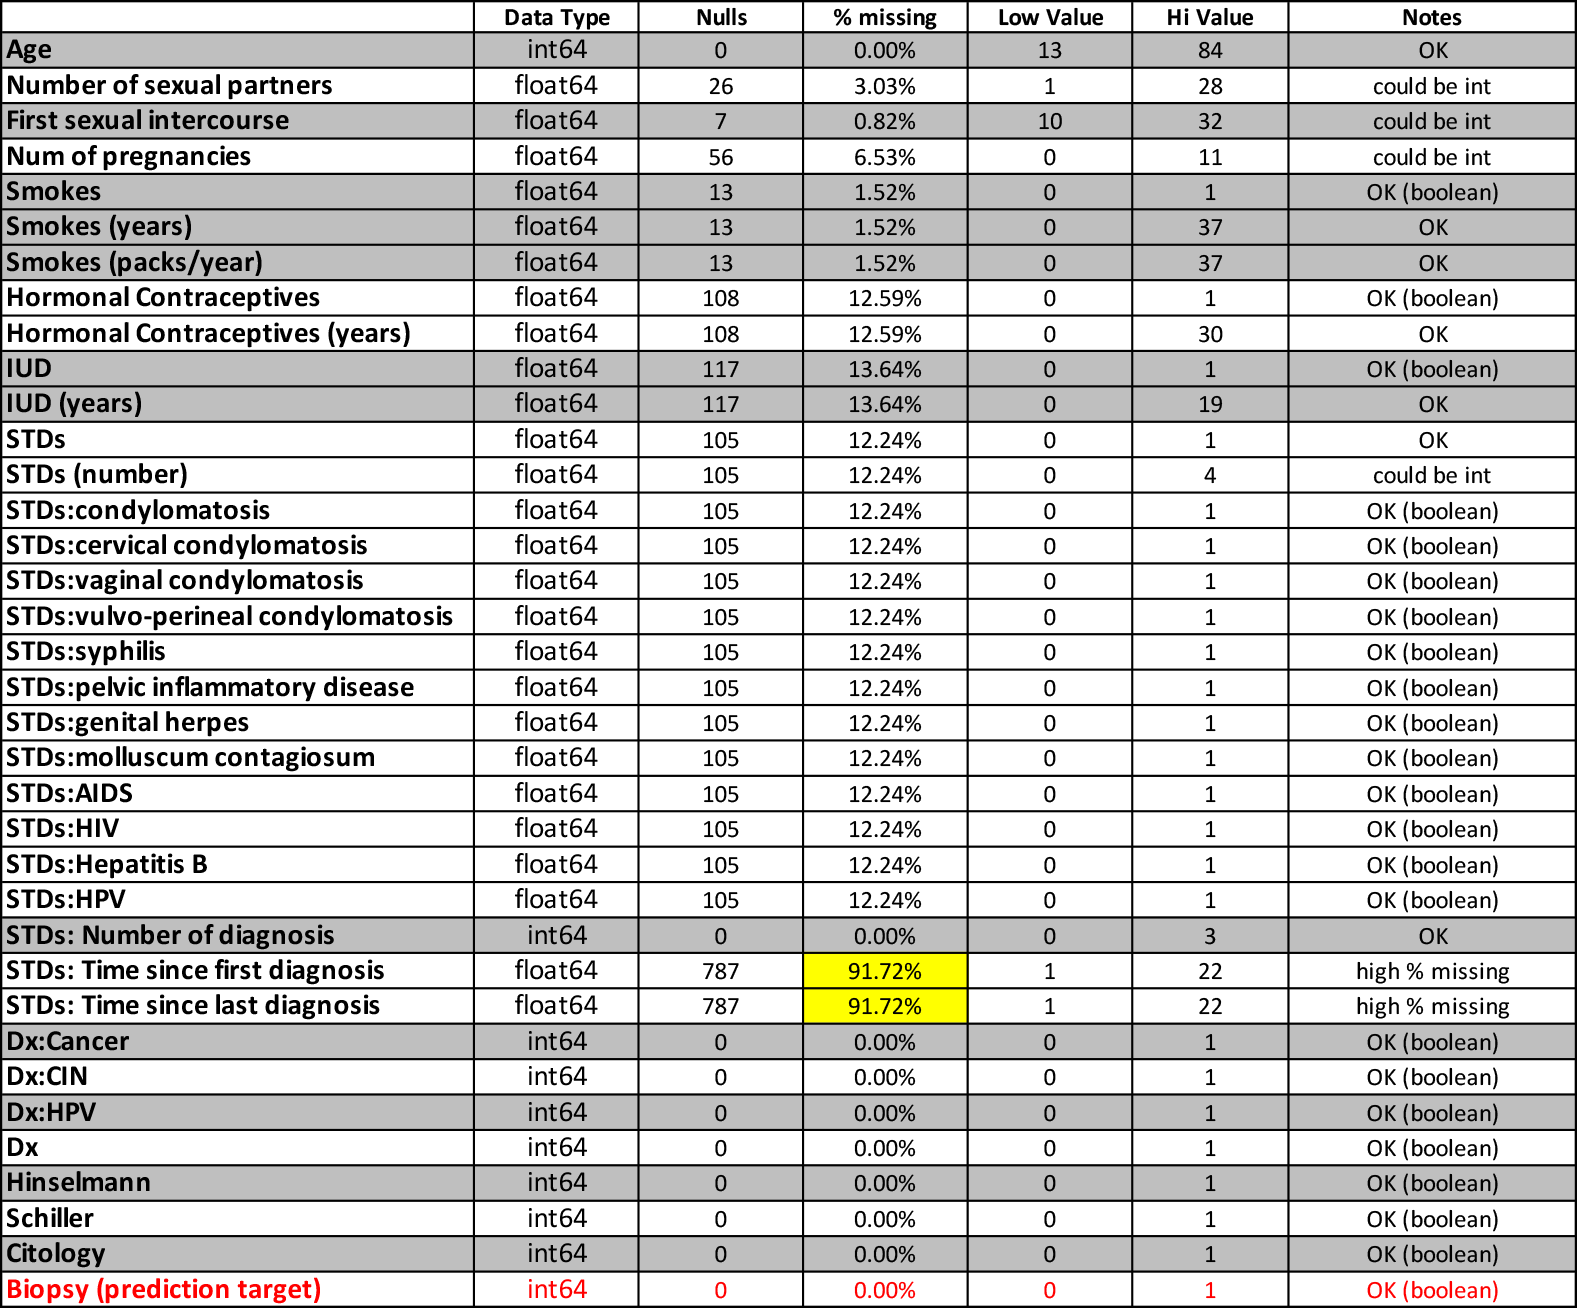 Data Type Nulls % missing Low Value Hi Value Notes
Age int64 0 0.00% 13 84 OK
Number of sexual partners float64 26 3.03% 1 28 could be int
First sexual intercourse float64 7 0.82% 10 32 could be int
Num of pregnancies float64 56 6.53% 0 11 could be int
Smokes float64 13 1.52% 0 1 OK (boolean)
Smokes (years) float64 13 1.52% 0 37 OK
Smokes (packs/year) float64 13 1.52% 0 37 OK
Hormonal Contraceptives float64 108 12.59% 0 1 OK (boolean)
Hormonal Contraceptives (years) float64 108 12.59% 0 30 OK
IUD float64 117 13.64% 0 1 OK (boolean)
IUD (years) float64 117 13.64% 0 19 OK
STDs float64 105 12.24% 0 1 OK
STDs (number) float64 105 12.24% 0 4 could be int
STDs:condylomatosis float64 105 12.24% 0 1 OK (boolean)
STDs:cervical condylomatosis float64 105 12.24% 0 1 OK (boolean)
STDs:vaginal condylomatosis float64 105 12.24% 0 1 OK (boolean)
STDs:vulvo-perineal condylomatosis float64 105 12.24% 0 1 OK (boolean)
STDs:syphilis float64 105 12.24% 0 1 OK (boolean)
STDs:pelvic inflammatory disease float64 105 12.24% 0 1 OK (boolean)
STDs:genital herpes float64 105 12.24% 0 1 OK (boolean)
STDs:molluscum contagiosum float64 105 12.24% 0 1 OK (boolean)
STDs:AIDS float64 105 12.24% 0 1 OK (boolean)
STDs:HIV float64 105 12.24% 0 1 OK (boolean)
STDs:Hepatitis B float64 105 12.24% 0 1 OK (boolean)
STDs:HPV float64 105 12.24% 0 1 OK (boolean)
STDs: Number of diagnosis int64 0 0.00% 0 3 OK
STDs: Time since first diagnosis float64 787 91.72% 1 22 high % missing
STDs: Time since last diagnosis float64 787 91.72% 1 22 high % missing
Dx:Cancer int64 0 0.00% 0 1 OK (boolean)
Dx:CIN int64 0 0.00% 0 1 OK (boolean)
Dx:HPV int64 0 0.00% 0 1 OK (boolean)
Dx int64 0 0.00% 0 1 OK (boolean)
Hinselmann int64 0 0.00% 0 1 OK (boolean)
Schiller int64 0 0.00% 0 1 OK (boolean)
Citology int64 0 0.00% 0 1 OK (boolean)
Biopsy (prediction target) int64 0 0.00% 0 1 OK (boolean)